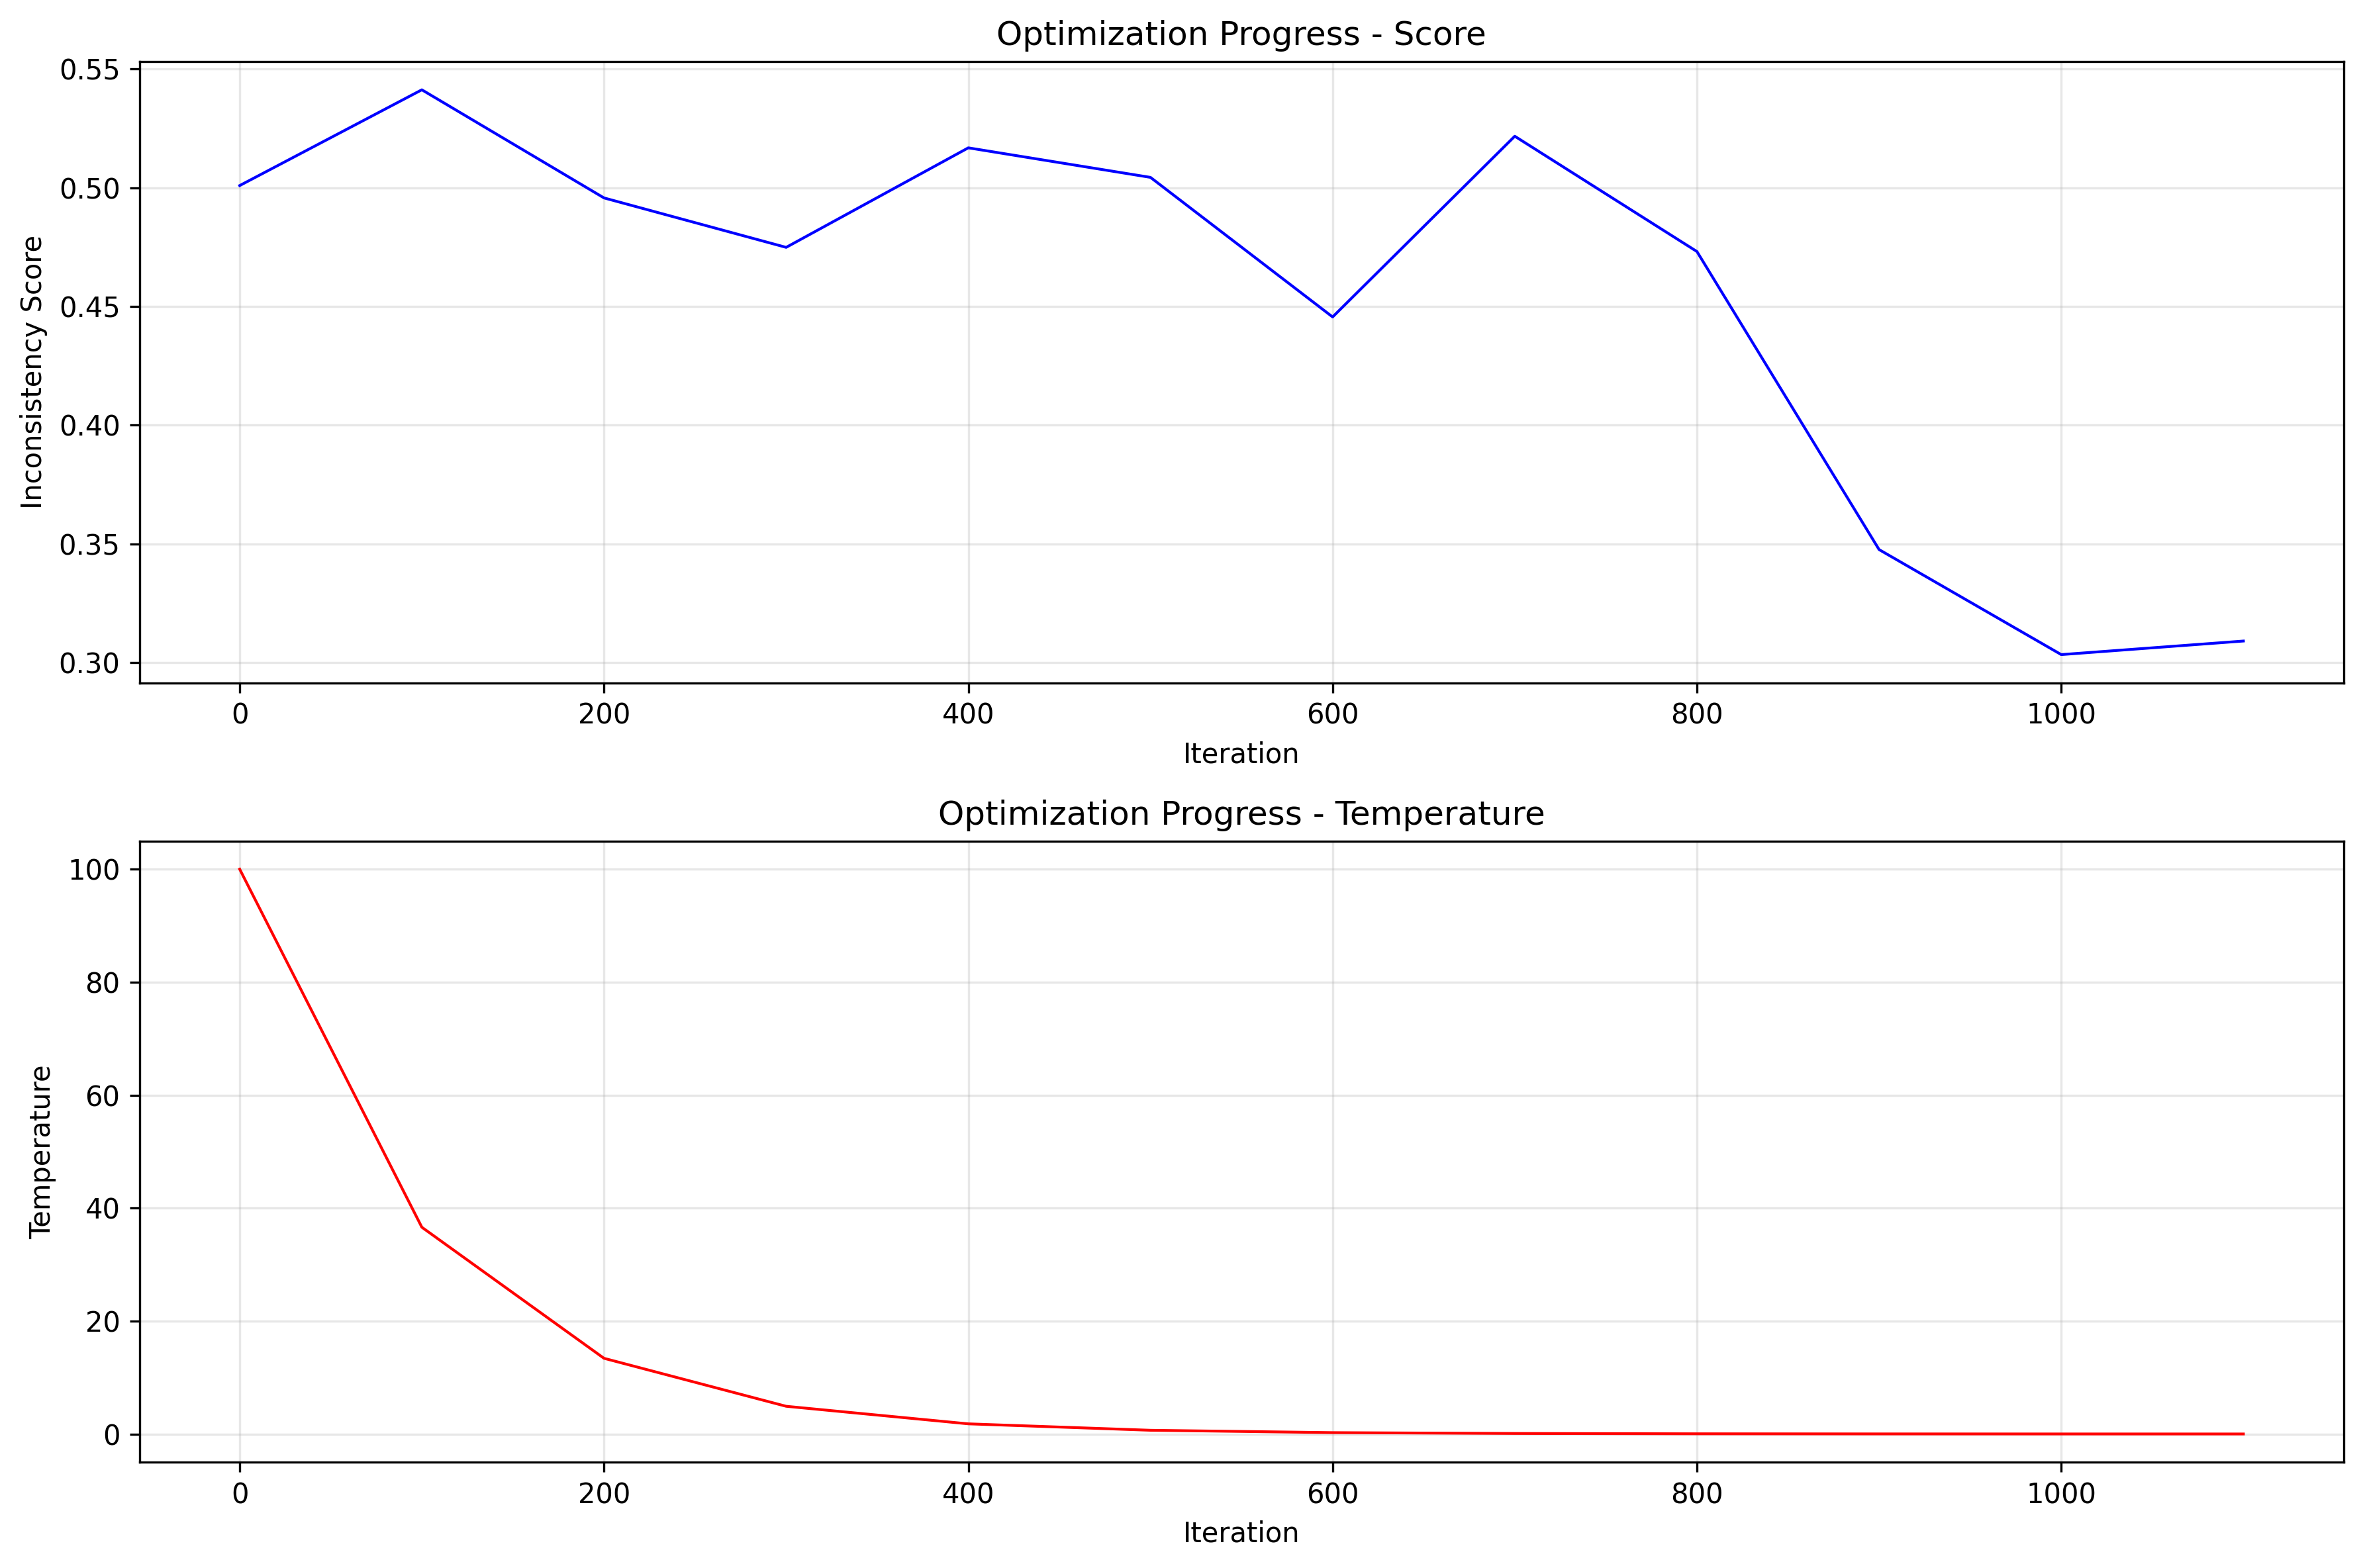 Optimization Progress - Score
Inconsistency Score
0.55
0.50
0.45
0.40
0.35
0.30
0 200 400 600 800 1000
Iteration
Optimization Progress - Temperature
Temperature
100
80
60
40
20
0
0 200 400 600 800 1000
Iteration